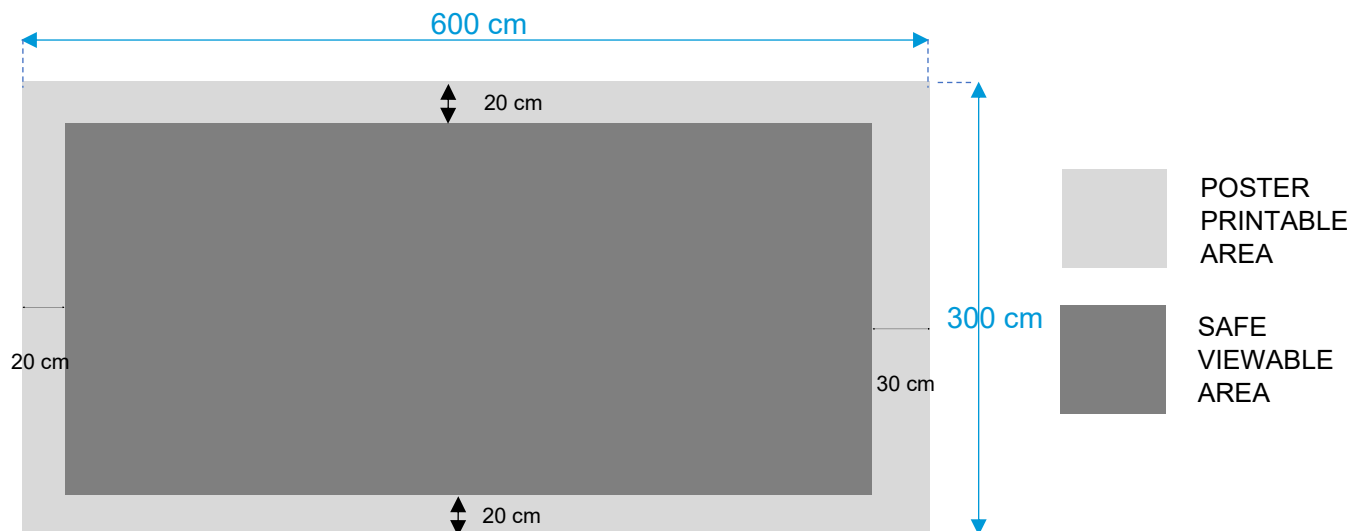 600 cm
20 cm
POSTER
PRINTABLE
AREA
300 cm
SAFE
VIEWABLE
AREA
20 cm
30 cm
20 cm